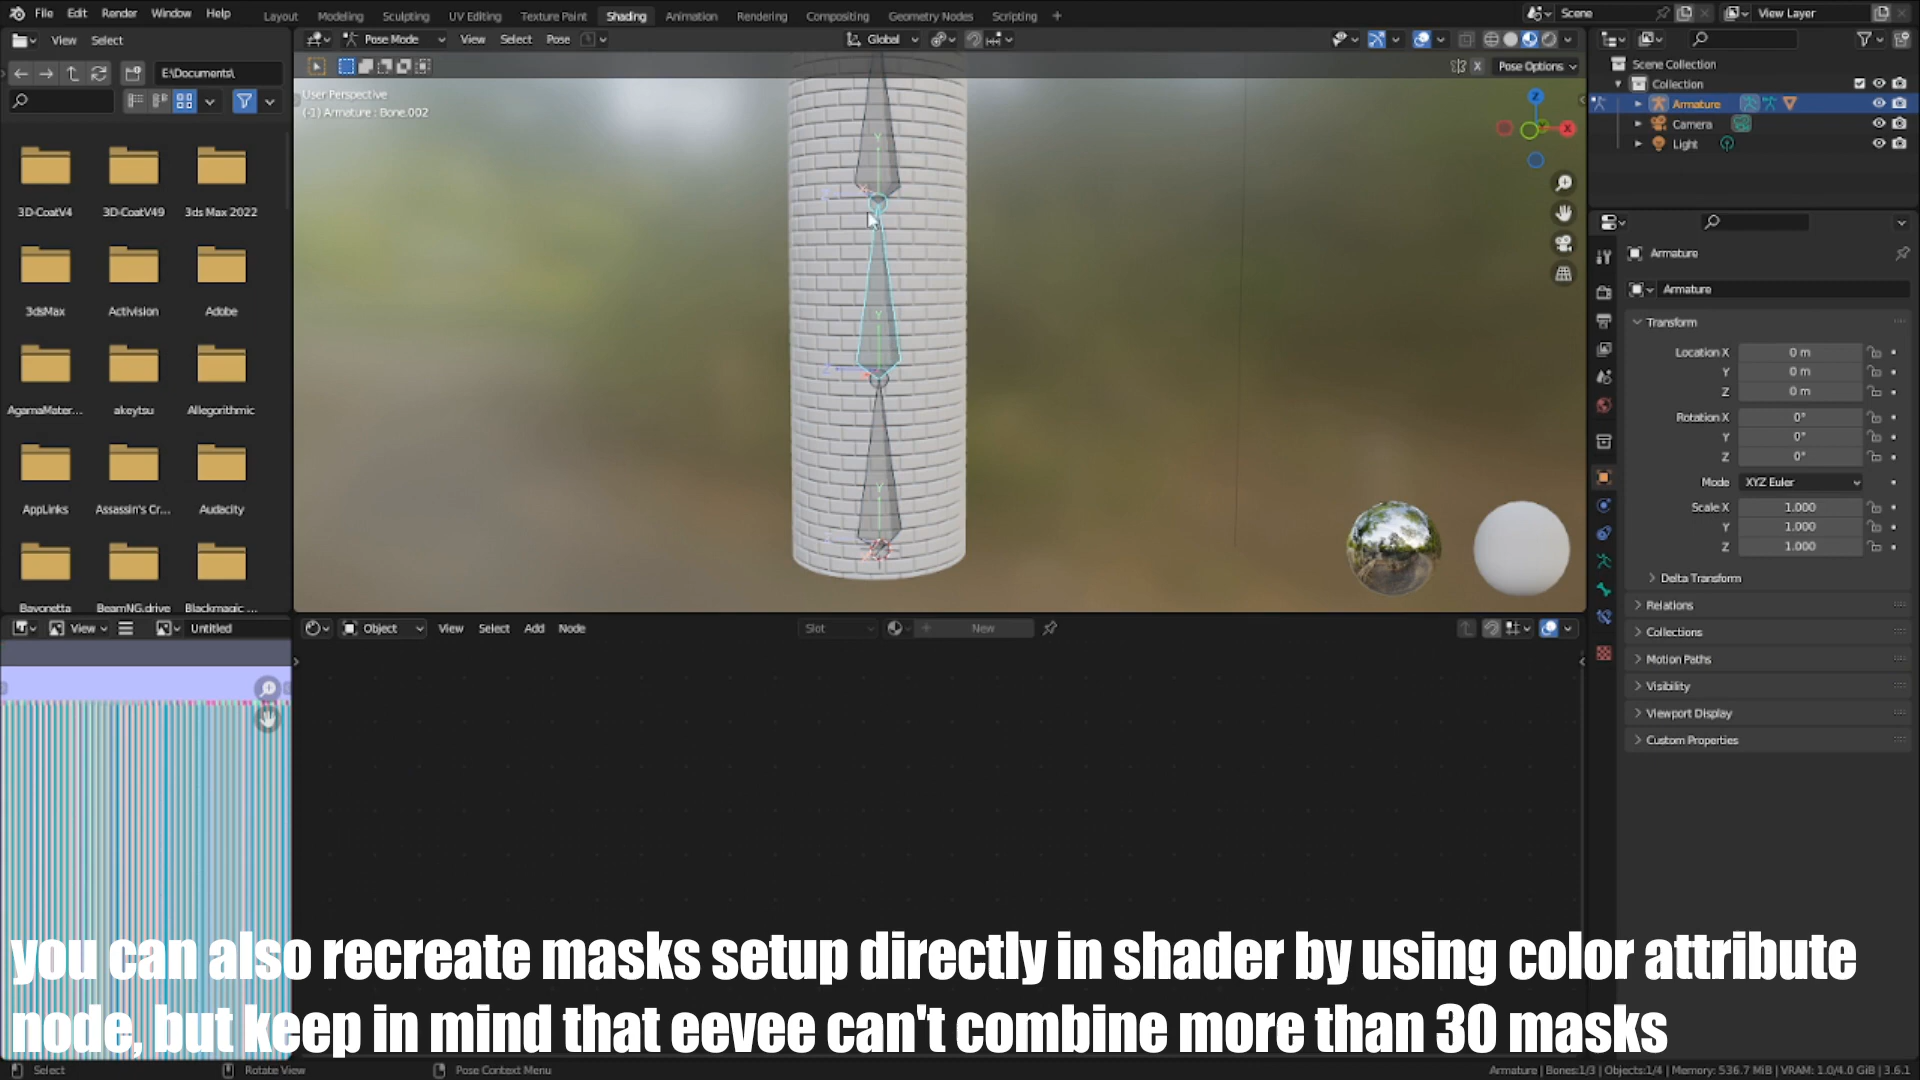 File Edit Render Window Help
Layout Modeling Sculpting UV Editing Texture Paint Shading Animation Rendering Compositing Geometry Nodes Scripting +
Scene
View Layer
View Select
Pose Mode View Select Pose
Global
E:\Documents\
X Pose Options
User Perspective
(-1) Armature : Bone.002
3D-CoatV4 3D-CoatV49 3ds Max 2022
3dsMax Activision Adobe
AgamaMater... akeytsu Allegorithmic
AppLinks Assassin's Cr... Audacity
Bayonetta BeamNG.drive Blackmagic ...
Scene Collection
Collection
Armature
Camera
Light
Armature
Armature
Transform
Location X 0 m
Y 0 m
Z 0 m
Rotation X 0°
Y 0°
Z 0°
Mode XYZ Euler
Scale X 1.000
Y 1.000
Z 1.000
Delta Transform
Relations
Collections
Motion Paths
Visibility
Viewport Display
Custom Properties
View Untitled
Object View Select Add Node
Slot New
you can also recreate masks setup directly in shader by using color attribute
node, but keep in mind that eevee can't combine more than 30 masks
Select Rotate View Pose Context Menu
Armature | Bones:1/3 | Objects:1/4 | Memory: 536.7 MiB | VRAM: 1.0/4.0 GiB | 3.6.1